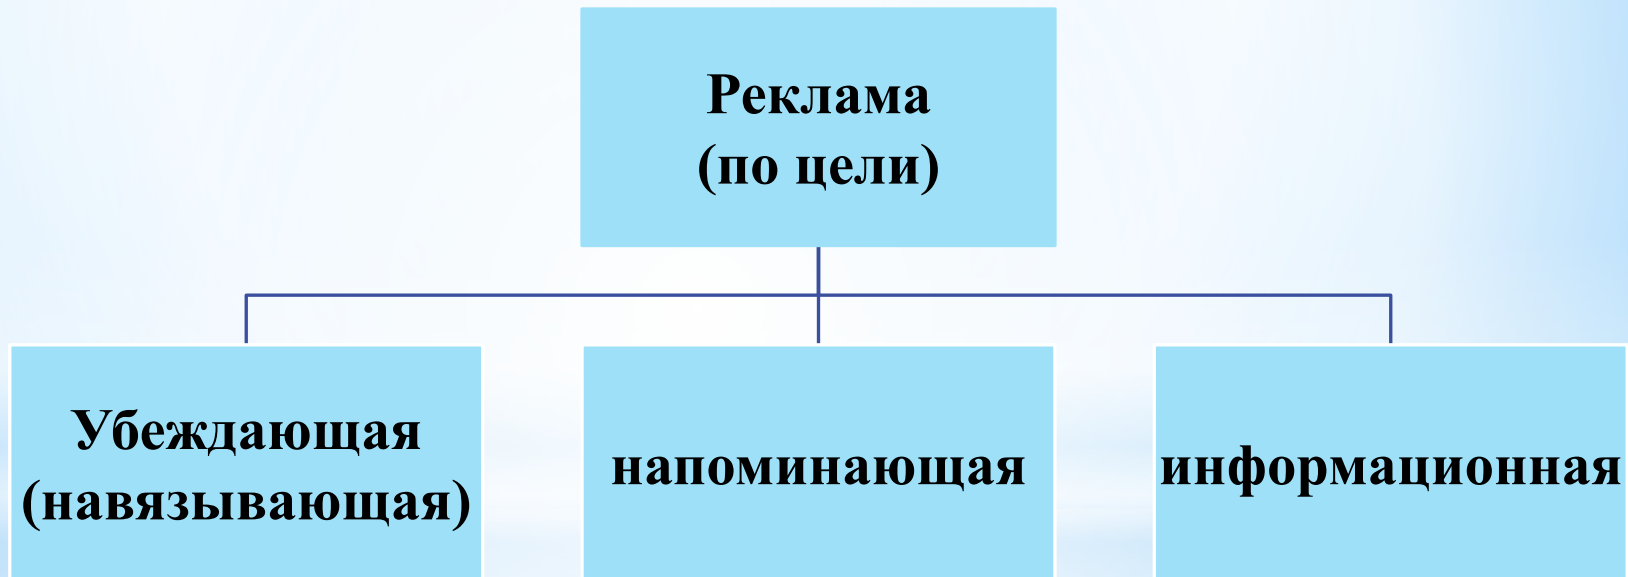 Реклама
(по цели)
Убеждающая
(навязывающая)
напоминающая
информационная